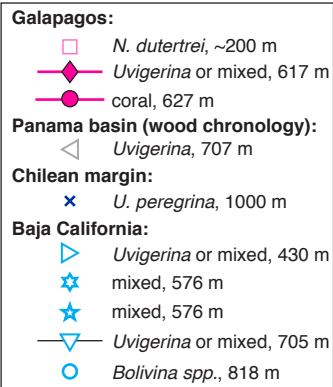 Galapagos:
N. dutertrei, ~200 m
Uvigerina or mixed, 617 m
coral, 627 m
Panama basin (wood chronology):
Uvigerina, 707 m
Chilean margin:
U. peregrina, 1000 m
Baja California:
Uvigerina or mixed, 430 m
mixed, 576 m
mixed, 576 m
Uvigerina or mixed, 705 m
Bolivina spp., 818 m